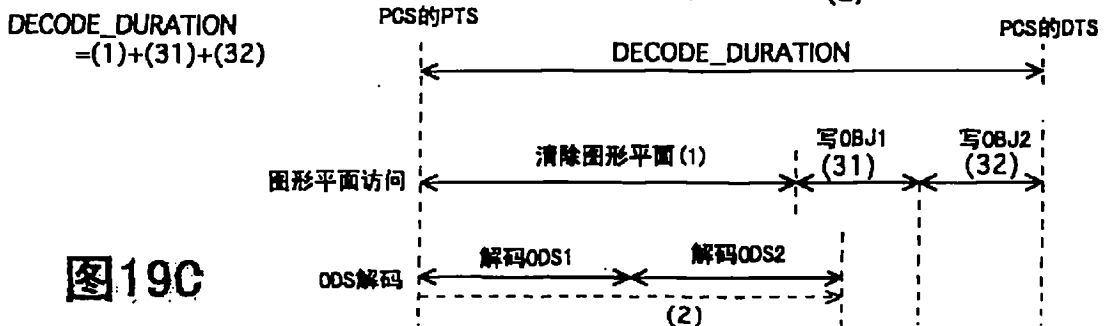 (2)
DECODE_DURATION
=(1)+(31)+(32)
PCS的PTS
PCS的DTS
DECODE_DURATION
清除图形平面(1)
写OBJ1
(31)
写OBJ2
(32)
图形平面访问
图19C
ODS解码
解码ODS1
解码ODS2
(2)